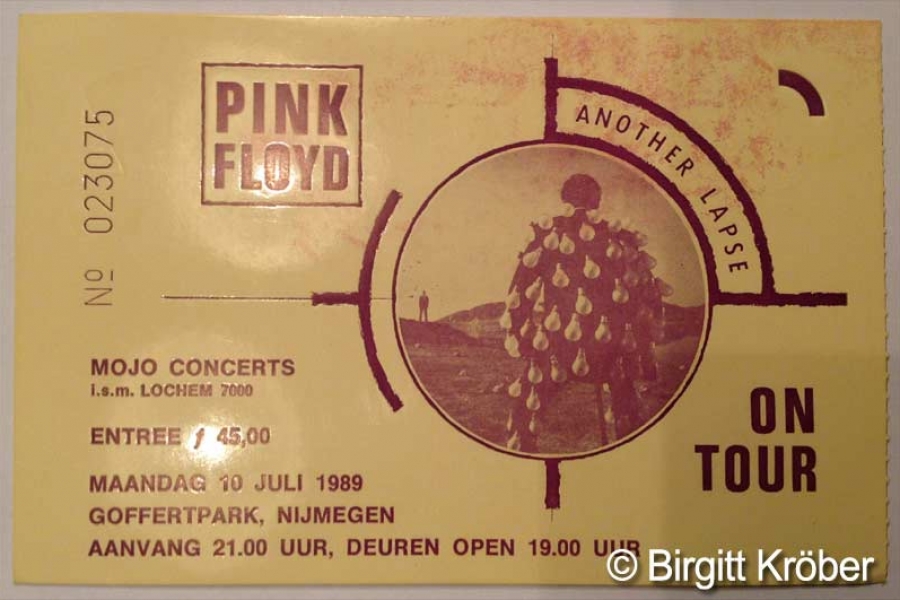 PINK
FLOYD
Nº 023075
ANOTHER LAPSE
MOJO CONCERTS
i.s.m. LOCHEM 7000
ENTREE ƒ 45,00
MAANDAG 10 JULI 1989
GOFFERTPARK, NIJMEGEN
AANVANG 21.00 UUR, DEUREN OPEN 19.00 UUR
ON
TOUR
© Birgitt Kröber